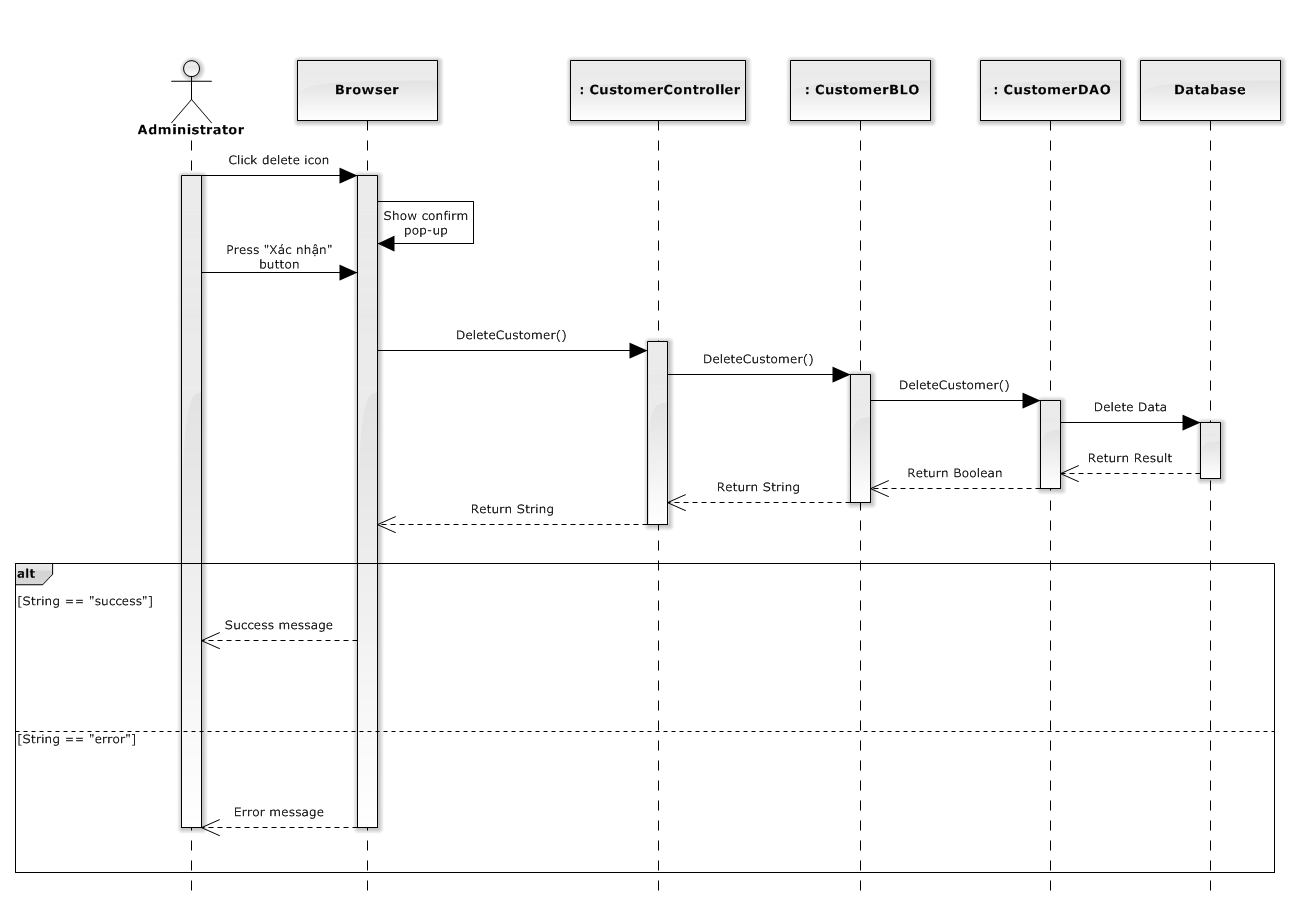 Administrator
Browser
: CustomerController
: CustomerBLO
: CustomerDAO
Database
Click delete icon
Show confirm
pop-up
Press "Xác nhận"
button
DeleteCustomer()
DeleteCustomer()
DeleteCustomer()
Delete Data
Return Result
Return Boolean
Return String
Return String
alt
[String == "success"]
Success message
[String == "error"]
Error message